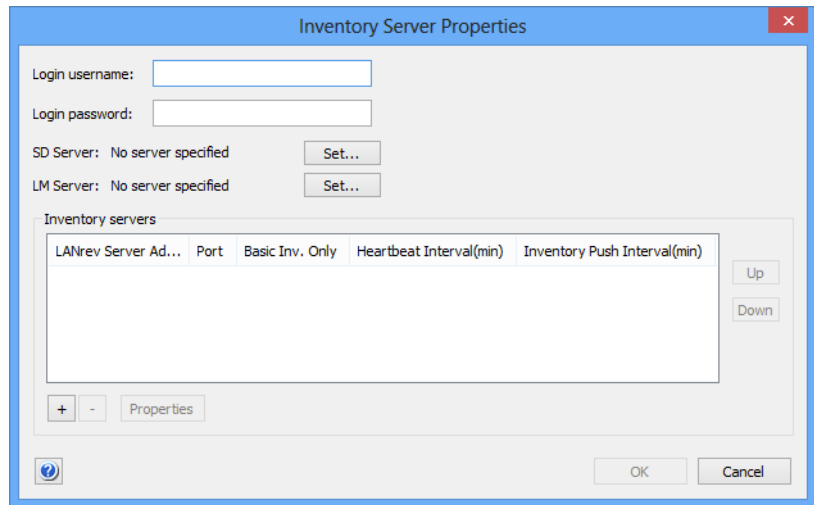 Inventory Server Properties
Login username:
Login password:
SD Server: No server specified Set...
LM Server: No server specified Set...
Inventory servers
LANrev Server Ad... Port Basic Inv. Only Heartbeat Interval(min) Inventory Push Interval(min)
Up
Down
+ - Properties
OK Cancel